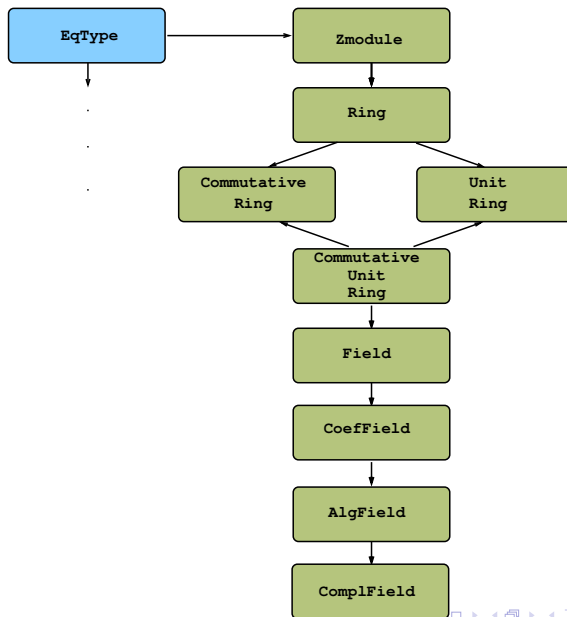 EqType
Zmodule
Ring
Commutative
Ring
Unit
Ring
Commutative
Unit
Ring
Field
CoefField
AlgField
ComplField